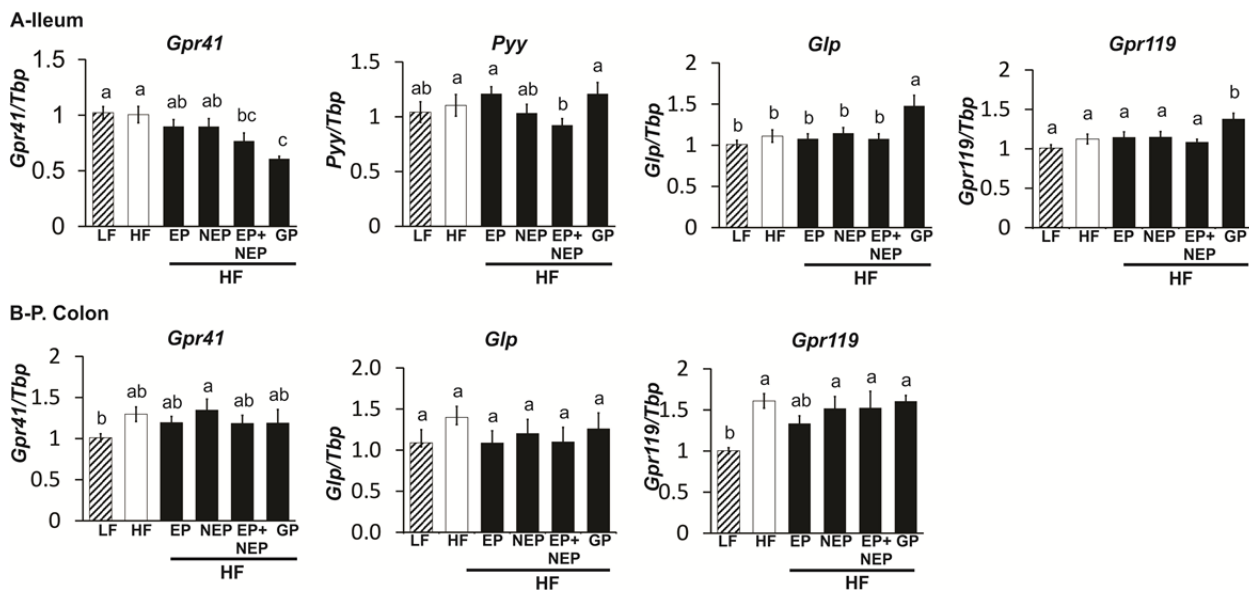 A-Ileum
Gpr41
Pyy
Glp
Gpr119
Gpr41/Tbp
1.5
1
0.5
0
a a ab ab bc c
LF HF EP NEP EP+ NEP GP
HF
Pyy/Tbp
1.5
1
0.5
0
ab a a ab b a
LF HF EP NEP EP+ NEP GP
HF
Glp/Tbp
2
1.5
1
0.5
0
b b b b b a
LF HF EP NEP EP+ NEP GP
HF
Gpr119/Tbp
2
1.5
1
0.5
0
a a a a a b
LF HF EP NEP EP+ NEP GP
HF
B-P. Colon
Gpr41
Glp
Gpr119
Gpr41/Tbp
2
1.5
1
0.5
0
b ab ab a ab ab
LF HF EP NEP EP+ NEP GP
HF
Glp/Tbp
2.0
1.5
1.0
0.5
0.0
a a a a a a
LF HF EP NEP EP+ NEP GP
HF
Gpr119/Tbp
2
1.5
1
0.5
0
b a ab a a a
LF HF EP NEP EP+ NEP GP
HF